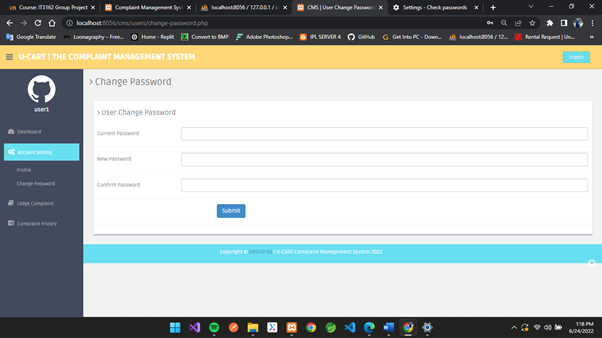 Course: IT3162 Group Project
Complaint Management Sys
localhost:8056 / 127.0.0.1 / c
CMS | User Change Password
Settings - Check passwords
localhost:8056/cms/users/change-password.php
Google Translate
Loonagraphy – Free...
Home - Replit
Convert to BMP
Adobe Photoshop...
IPL SERVER 4
GitHub
Get Into PC - Down...
localhost:8056 / 12...
Rental Request | Un...
U-CARE | THE COMPLAINT MANAGEMENT SYSTEM
Logout
user1
Dashboard
Account Setting
Profile
Change Password
Lodge Complaint
Complaint History
> Change Password
> User Change Password
Current Password
New Password
Confirm Password
Submit
Copyright © GROUP 02 | U-CARE Complaint Management System 2022
1:18 PM
6/24/2022